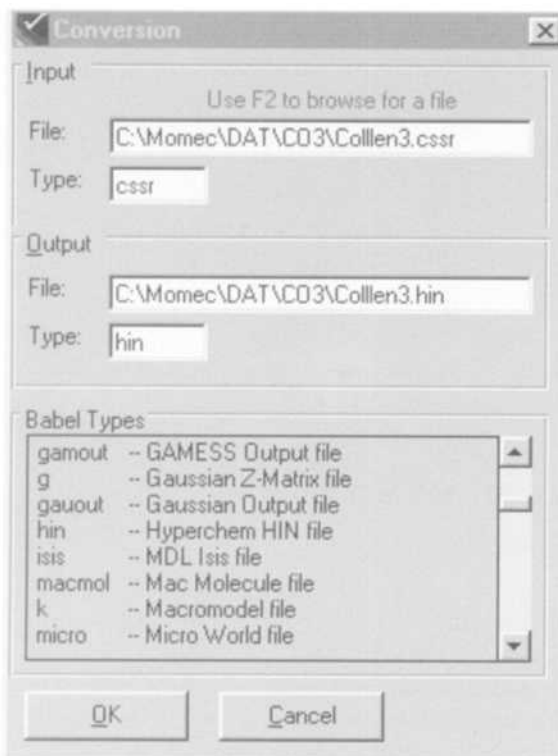 Conversion
Input
Use F2 to browse for a file
File: C:\Momec\DAT\CO3\Colllen3.cssr
Type: cssr
Output
File: C:\Momec\DAT\CO3\Colllen3.hin
Type: hin
Babel Types
gamout -- GAMESS Output file
g -- Gaussian Z-Matrix file
gauout -- Gaussian Output file
hin -- Hyperchem HIN file
isis -- MDL Isis file
macmol -- Mac Molecule file
k -- Macromodel file
micro -- Micro World file
OK Cancel